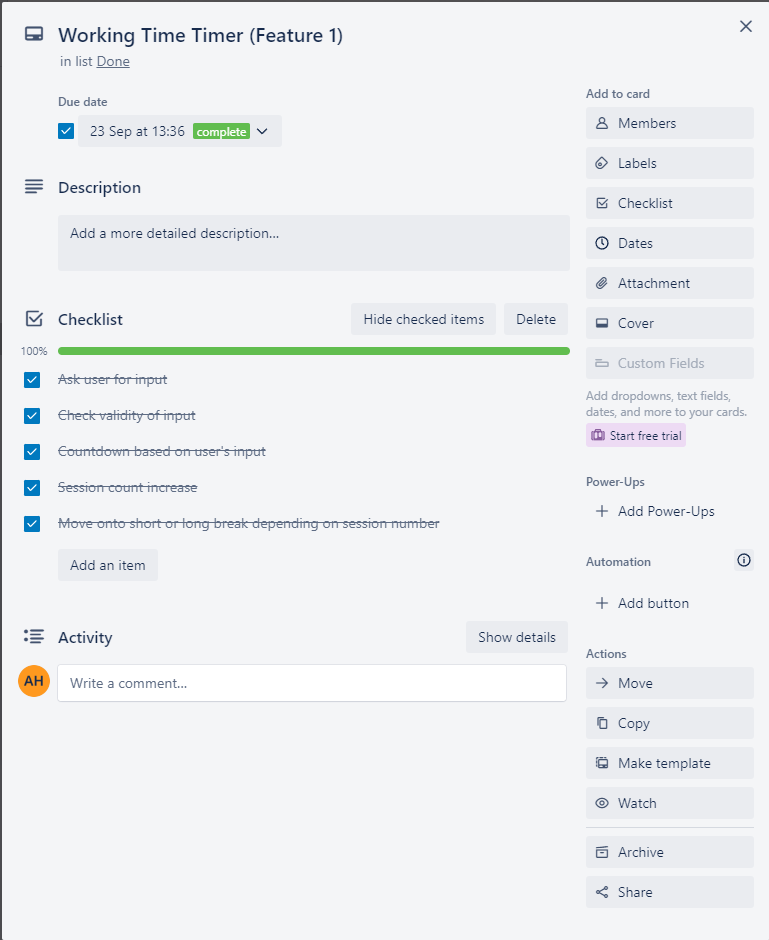 Working Time Timer (Feature 1)
in list Done
Due date
23 Sep at 13:36 complete
Description
Add a more detailed description...
Checklist
Hide checked items
Delete
100%
Ask user for input
Check validity of input
Countdown based on user's input
Session count increase
Move onto short or long break depending on session number
Add an item
Activity
Show details
AH
Write a comment...
Add to card
Members
Labels
Checklist
Dates
Attachment
Cover
Custom Fields
Add dropdowns, text fields,
dates, and more to your cards.
Start free trial
Power-Ups
Add Power-Ups
Automation
Add button
Actions
Move
Copy
Make template
Watch
Archive
Share